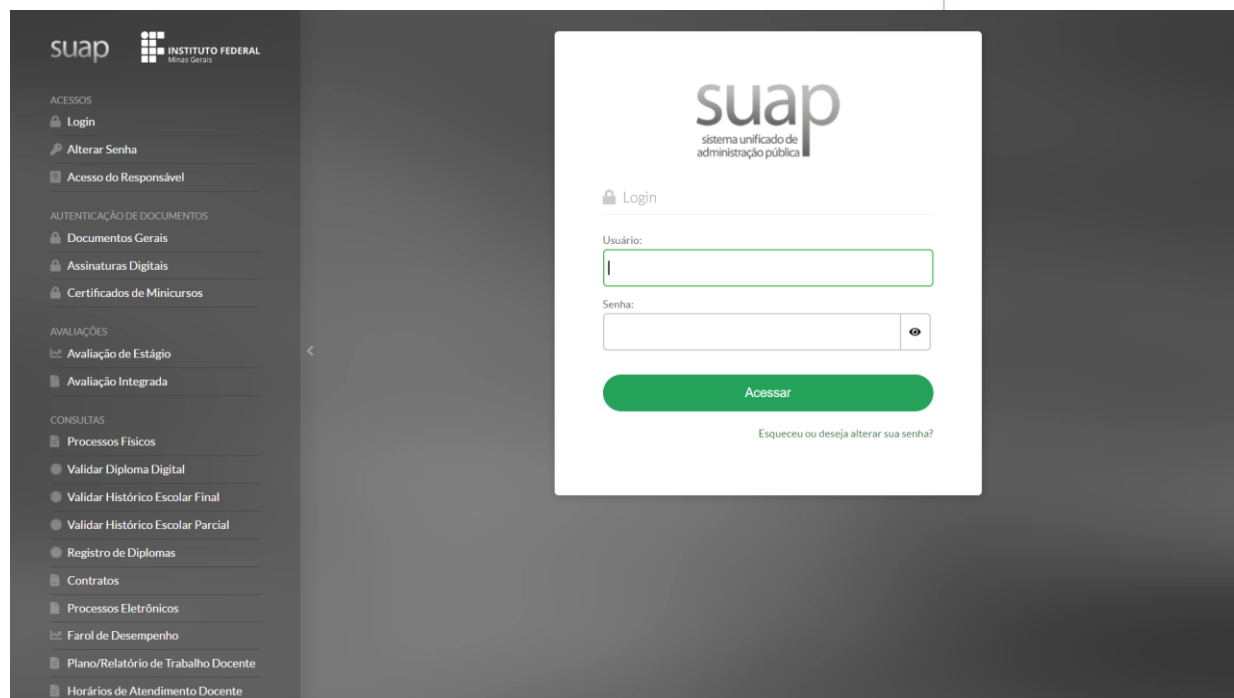 suap
INSTITUTO FEDERAL
Minas Gerais
ACESSOS
Login
Alterar Senha
Acesso do Responsável
AUTENTICAÇÃO DE DOCUMENTOS
Documentos Gerais
Assinaturas Digitais
Certificados de Minicursos
AVALIAÇÕES
Avaliação de Estágio
Avaliação Integrada
CONSULTAS
Processos Físicos
Validar Diploma Digital
Validar Histórico Escolar Final
Validar Histórico Escolar Parcial
Registro de Diplomas
Contratos
Processos Eletrônicos
Farol de Desempenho
Plano/Relatório de Trabalho Docente
Horários de Atendimento Docente
suap
sistema unificado de
administração pública
Login
Usuário:
Senha:
Acessar
Esqueceu ou deseja alterar sua senha?